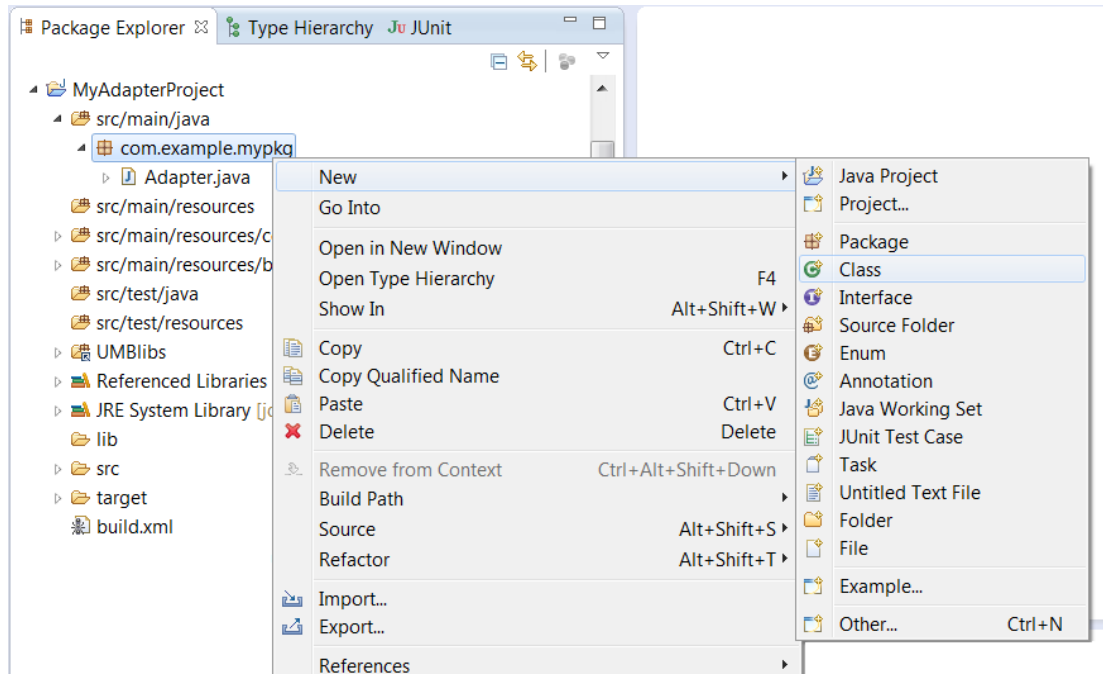 Package Explorer Type Hierarchy Ju JUnit
MyAdapterProject
src/main/java
com.example.mypkg
Adapter.java
src/main/resources
src/main/resources/c
src/main/resources/b
src/test/java
src/test/resources
UMBlibs
Referenced Libraries
JRE System Library [jd
lib
src
target
build.xml
New
Go Into
Open in New Window
Open Type Hierarchy F4
Show In Alt+Shift+W
Copy Ctrl+C
Copy Qualified Name
Paste Ctrl+V
Delete Delete
Remove from Context Ctrl+Alt+Shift+Down
Build Path
Source Alt+Shift+S
Refactor Alt+Shift+T
Import...
Export...
References
Java Project
Project...
Package
Class
Interface
Source Folder
Enum
Annotation
Java Working Set
JUnit Test Case
Task
Untitled Text File
Folder
File
Example...
Other... Ctrl+N